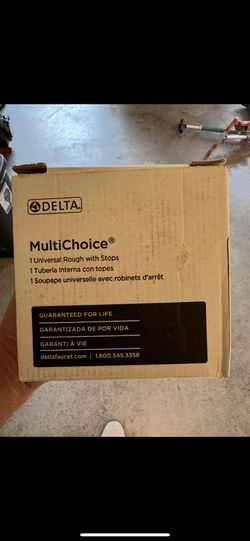 DELTA
MultiChoice®
1 Universal Rough with Stops
1 Tubería Interna con topes
1 Soupape universelle avec robinets d'arrêt
GUARANTEED FOR LIFE
GARANTIZADA DE POR VIDA
GARANTI À VIE
deltafaucet.com | 1.800.345.3358